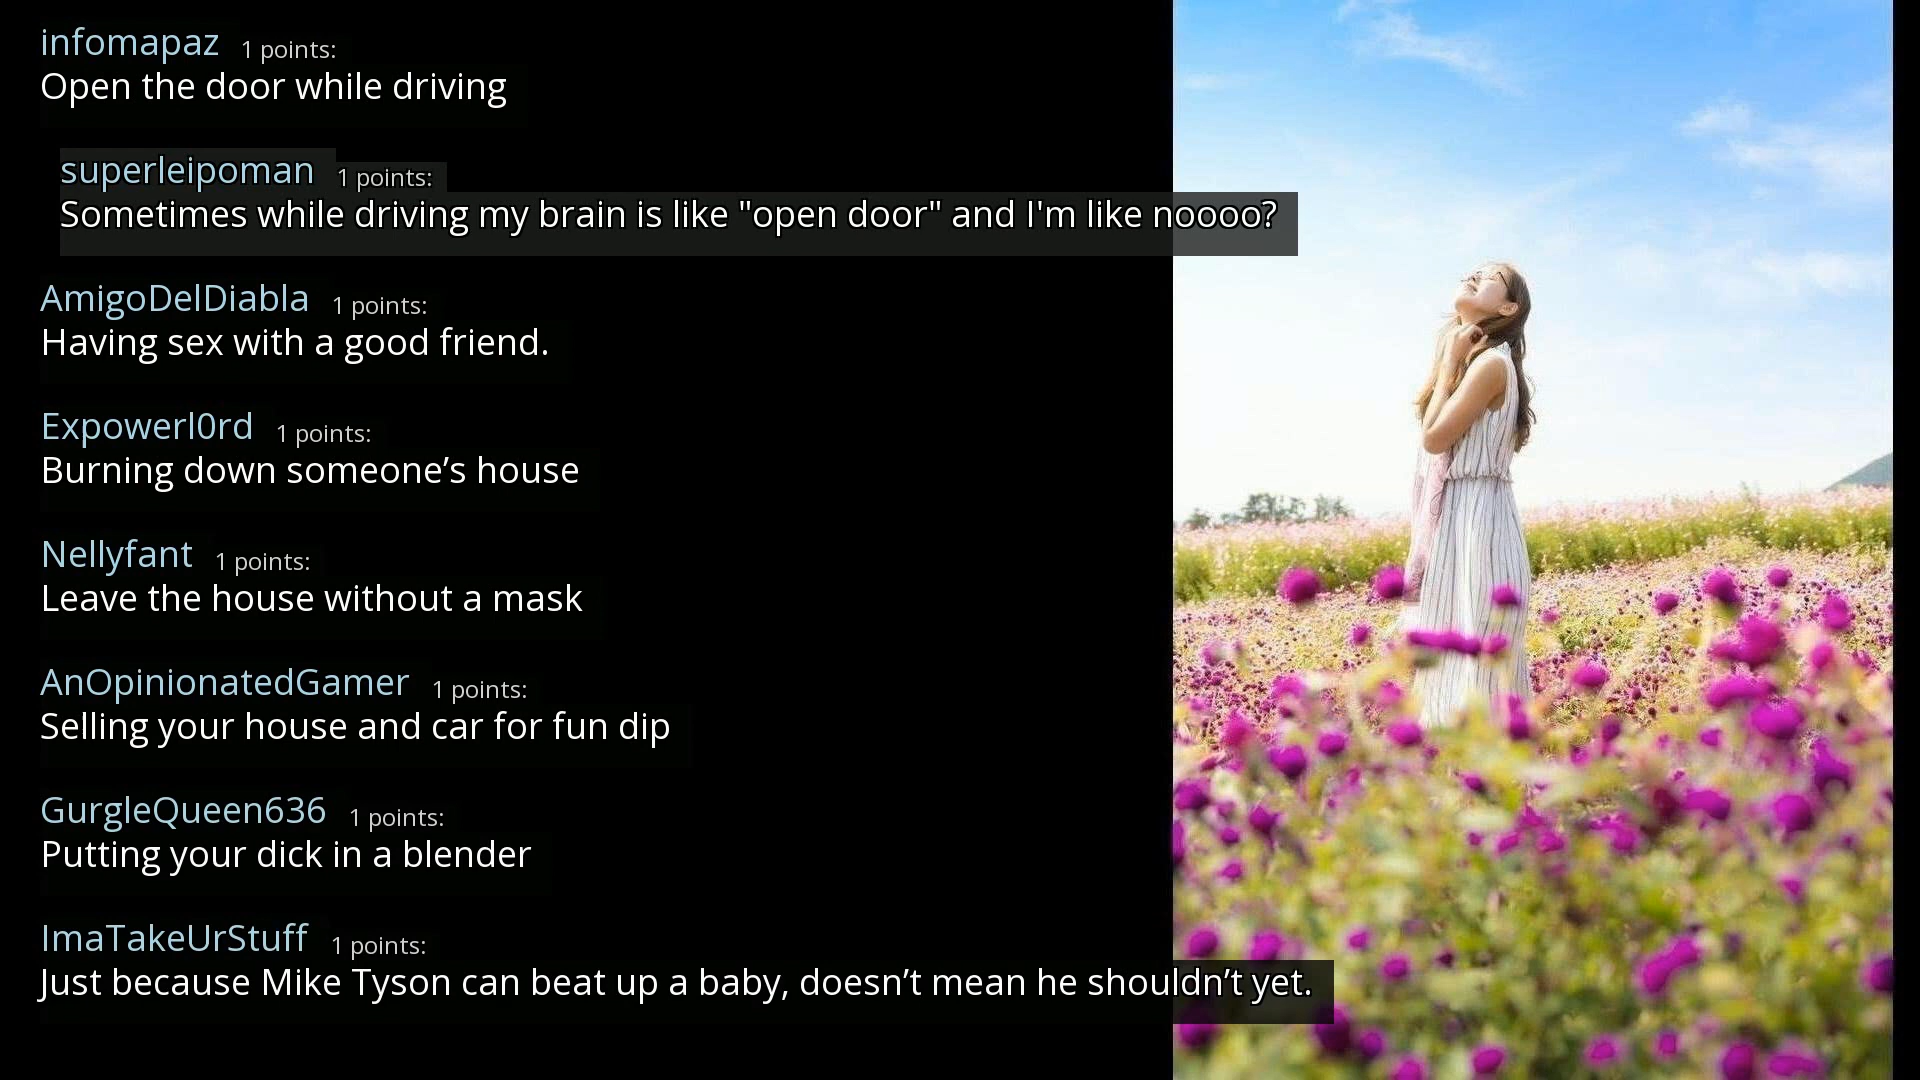 infomapaz 1 points:
Open the door while driving
superleipoman 1 points:
Sometimes while driving my brain is like "open door" and I'm like noooo?
AmigoDelDiabla 1 points:
Having sex with a good friend.
Expowerl0rd 1 points:
Burning down someone’s house
Nellyfant 1 points:
Leave the house without a mask
AnOpinionatedGamer 1 points:
Selling your house and car for fun dip
GurgleQueen636 1 points:
Putting your dick in a blender
ImaTakeUrStuff 1 points:
Just because Mike Tyson can beat up a baby, doesn’t mean he shouldn’t yet.